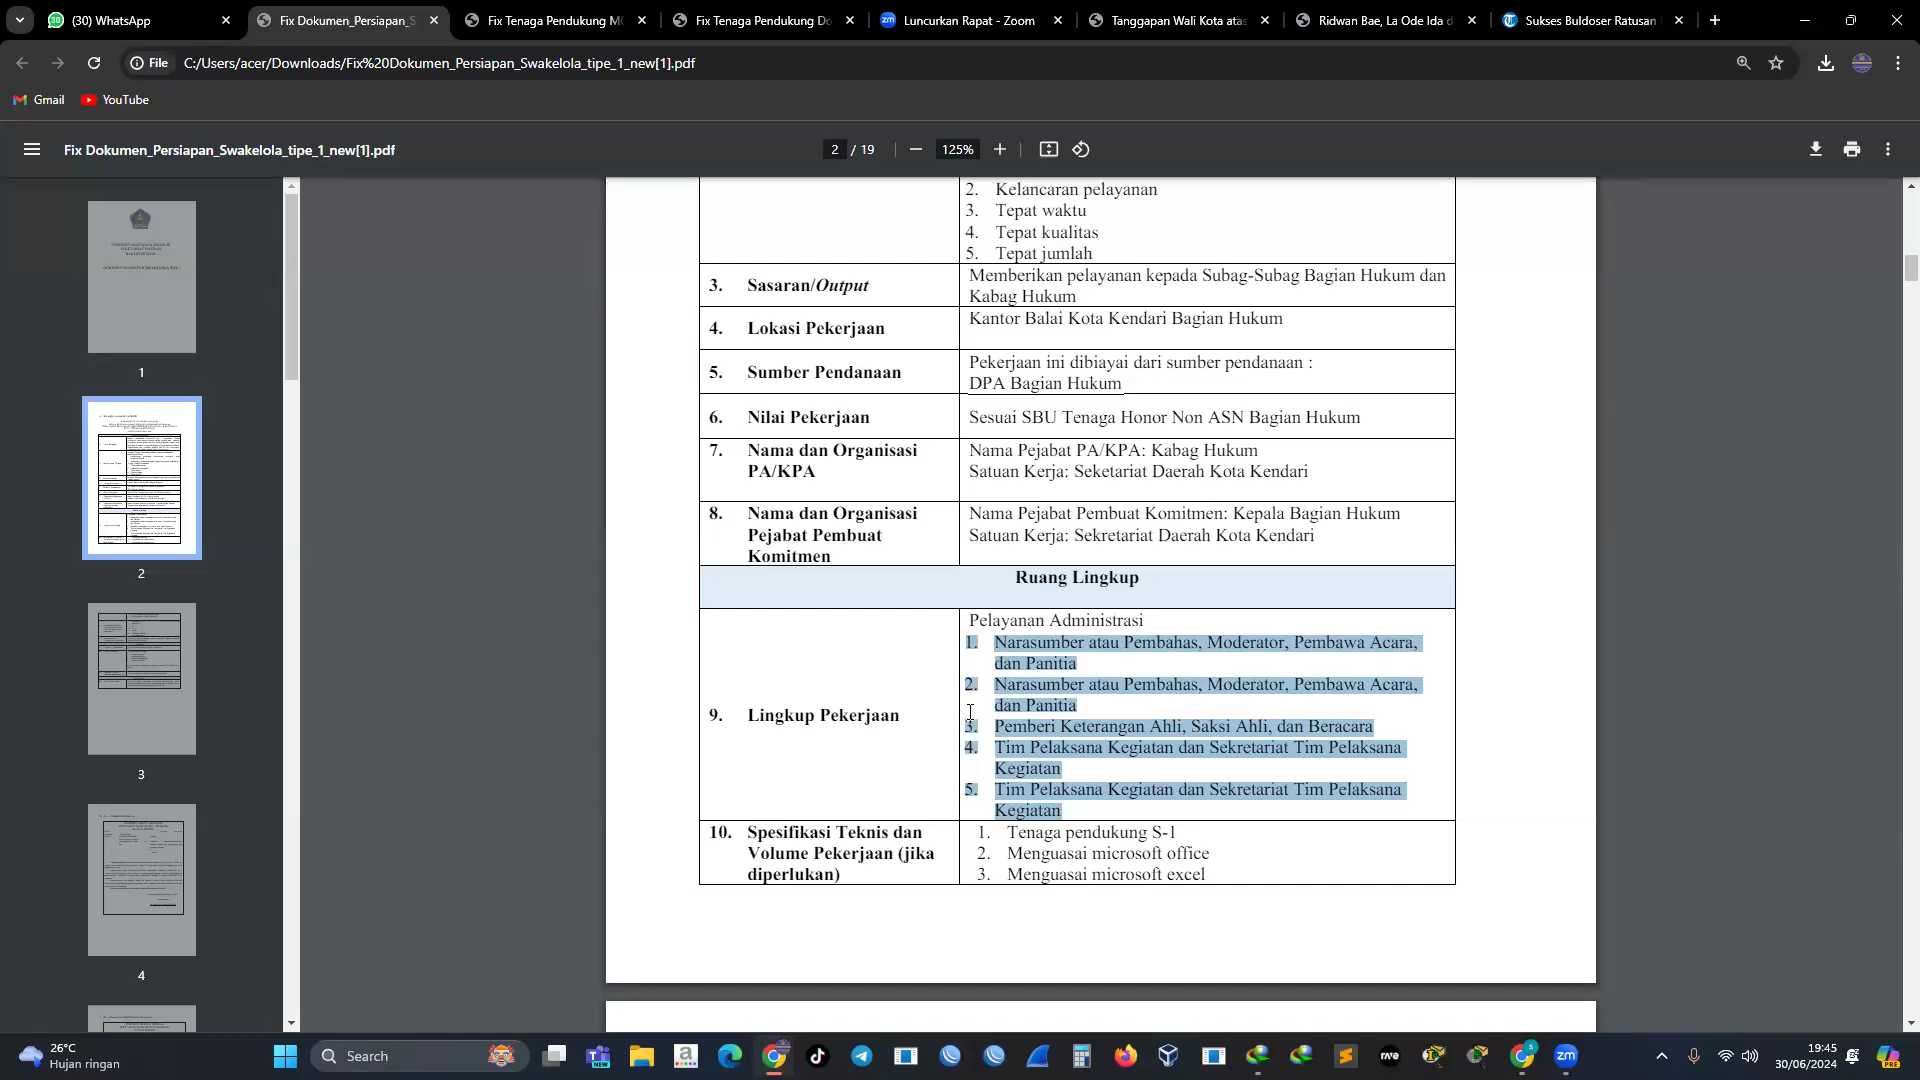 (30) WhatsApp
Fix Dokumen_Persiapan_S
Fix Tenaga Pendukung M
Fix Tenaga Pendukung Do
Luncurkan Rapat - Zoom
Tanggapan Wali Kota atas
Ridwan Bae, La Ode Ida d
Sukses Buldoser Ratusan
File
C:/Users/acer/Downloads/Fix%20Dokumen_Persiapan_Swakelola_tipe_1_new[1].pdf
Gmail
YouTube
Fix Dokumen_Persiapan_Swakelola_tipe_1_new[1].pdf
2 / 19
125%
1
2
3
4
2. Kelancaran pelayanan
3. Tepat waktu
4. Tepat kualitas
5. Tepat jumlah
3. Sasaran/Output
Memberikan pelayanan kepada Subag-Subag Bagian Hukum dan
Kabag Hukum
4. Lokasi Pekerjaan
Kantor Balai Kota Kendari Bagian Hukum
5. Sumber Pendanaan
Pekerjaan ini dibiayai dari sumber pendanaan :
DPA Bagian Hukum
6. Nilai Pekerjaan
Sesuai SBU Tenaga Honor Non ASN Bagian Hukum
7. Nama dan Organisasi
PA/KPA
Nama Pejabat PA/KPA: Kabag Hukum
Satuan Kerja: Seketariat Daerah Kota Kendari
8. Nama dan Organisasi
Pejabat Pembuat
Komitmen
Nama Pejabat Pembuat Komitmen: Kepala Bagian Hukum
Satuan Kerja: Sekretariat Daerah Kota Kendari
Ruang Lingkup
9. Lingkup Pekerjaan
Pelayanan Administrasi
1. Narasumber atau Pembahas, Moderator, Pembawa Acara,
dan Panitia
2. Narasumber atau Pembahas, Moderator, Pembawa Acara,
dan Panitia
3. Pemberi Keterangan Ahli, Saksi Ahli, dan Beracara
4. Tim Pelaksana Kegiatan dan Sekretariat Tim Pelaksana
Kegiatan
5. Tim Pelaksana Kegiatan dan Sekretariat Tim Pelaksana
Kegiatan
10. Spesifikasi Teknis dan
Volume Pekerjaan (jika
diperlukan)
1. Tenaga pendukung S-1
2. Menguasai microsoft office
3. Menguasai microsoft excel
26°C
Hujan ringan
Search
19:45
30/06/2024